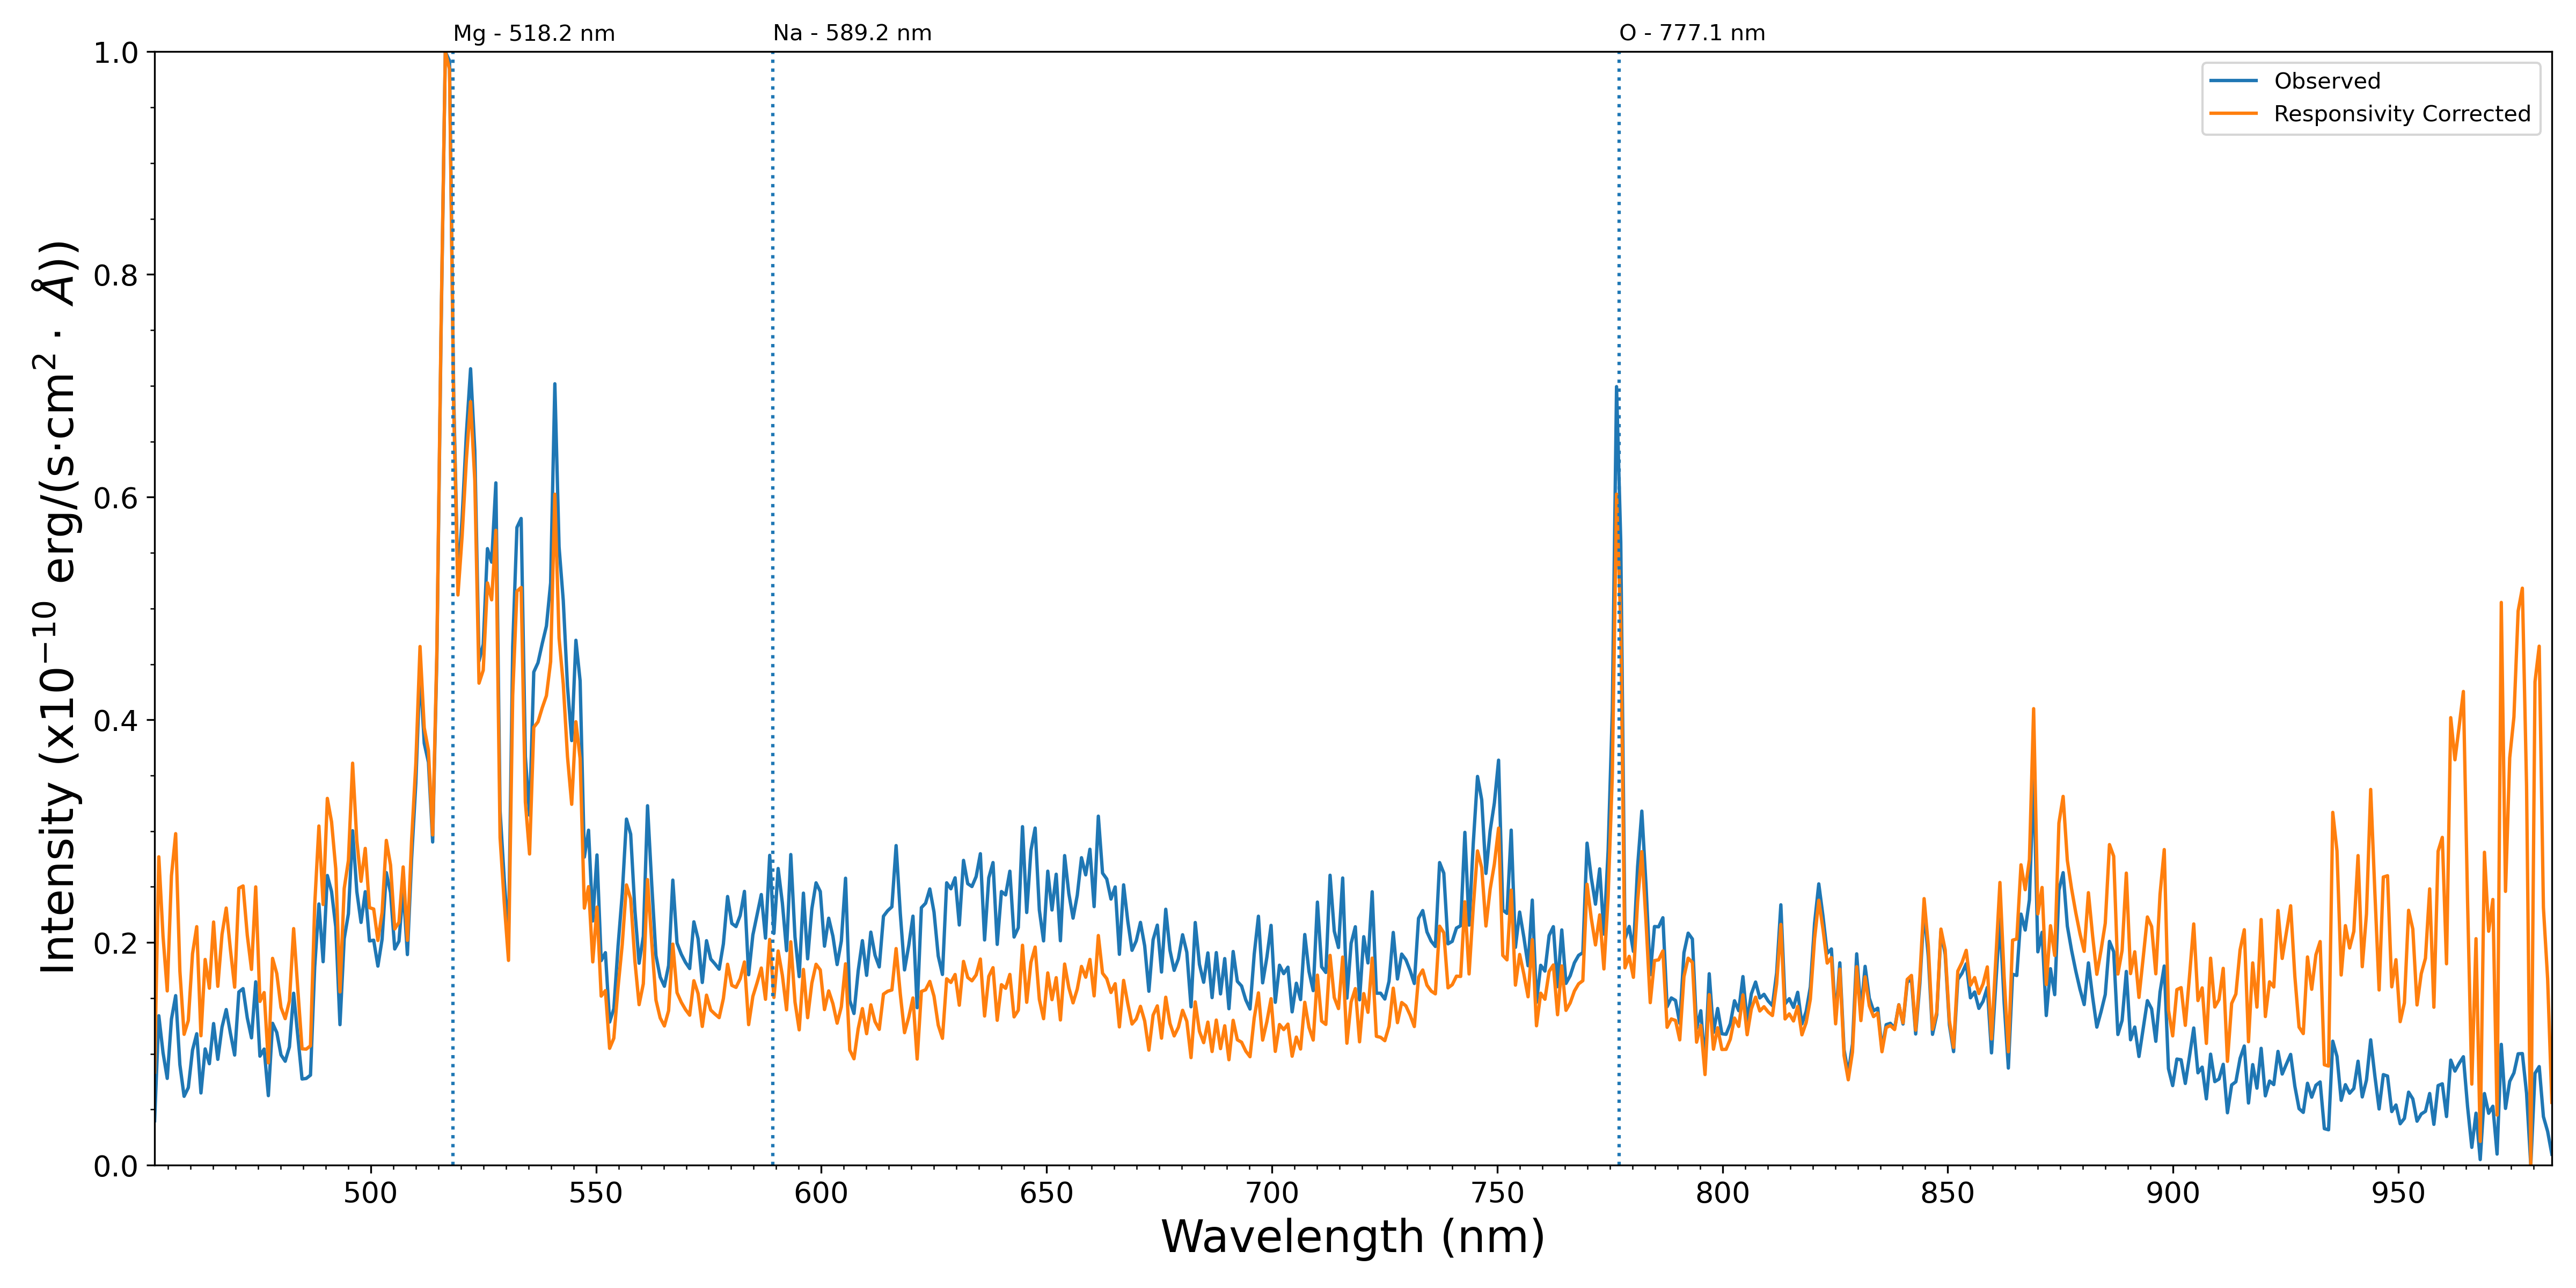 Mg - 518.2 nm
Na - 589.2 nm
O - 777.1 nm
Observed
Responsivity Corrected
1.0
0.8
0.6
0.4
0.2
0.0
Intensity (x10⁻¹⁰ erg/(s·cm² · Å))
500 550 600 650 700 750 800 850 900 950
Wavelength (nm)